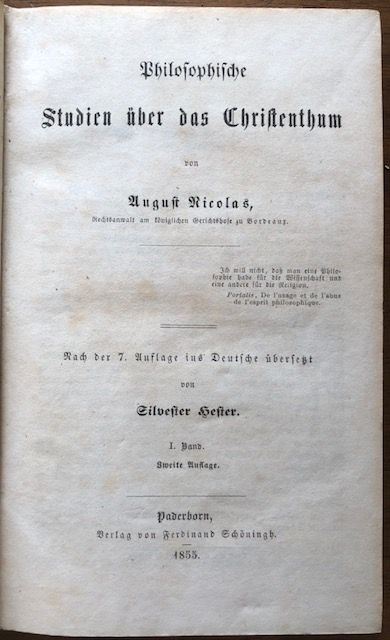 Philosophische
Studien über das Christenthum
von
August Nicolas,
Rechtsanwalt am königlichen Gerichtshofe zu Bordeaux.
Ich will nicht, daß man eine Philo-
sophie habe für die Wissenschaft und
eine andere für die Religion.
Portalis, De l'usage et de l'abus
de l'esprit philosophique.
Nach der 7. Auflage ins Deutsche übersetzt
von
Silvester Hester.
I. Band.
Zweite Auflage.
Paderborn,
Verlag von Ferdinand Schöningh.
1855.